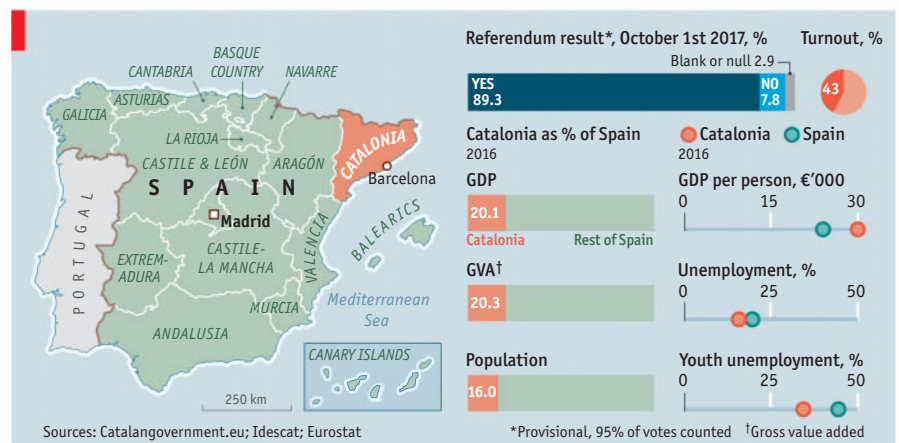 BASQUE
COUNTRY
CANTABRIA
NAVARRE
ASTURIAS
GALICIA
LA RIOJA
CATALONIA
CASTILE & LEÓN
ARAGÓN
SPAIN
Barcelona
Madrid
PORTUGAL
BALEARICS
VALENCIA
EXTREM-
ADURA
CASTILE-
LA MANCHA
Mediterranean
Sea
MURCIA
ANDALUSIA
CANARY ISLANDS
250 km
Referendum result*, October 1st 2017, %
Blank or null 2.9
YES
89.3
NO
7.8
Turnout, %
43
Catalonia as % of Spain
2016
GDP
20.1
Catalonia
Rest of Spain
GVA†
20.3
Population
16.0
Catalonia Spain
2016
GDP per person, €’000
0 15 30
Unemployment, %
0 25 50
Youth unemployment, %
0 25 50
Sources: Catalangovernment.eu; Idescat; Eurostat
*Provisional, 95% of votes counted †Gross value added